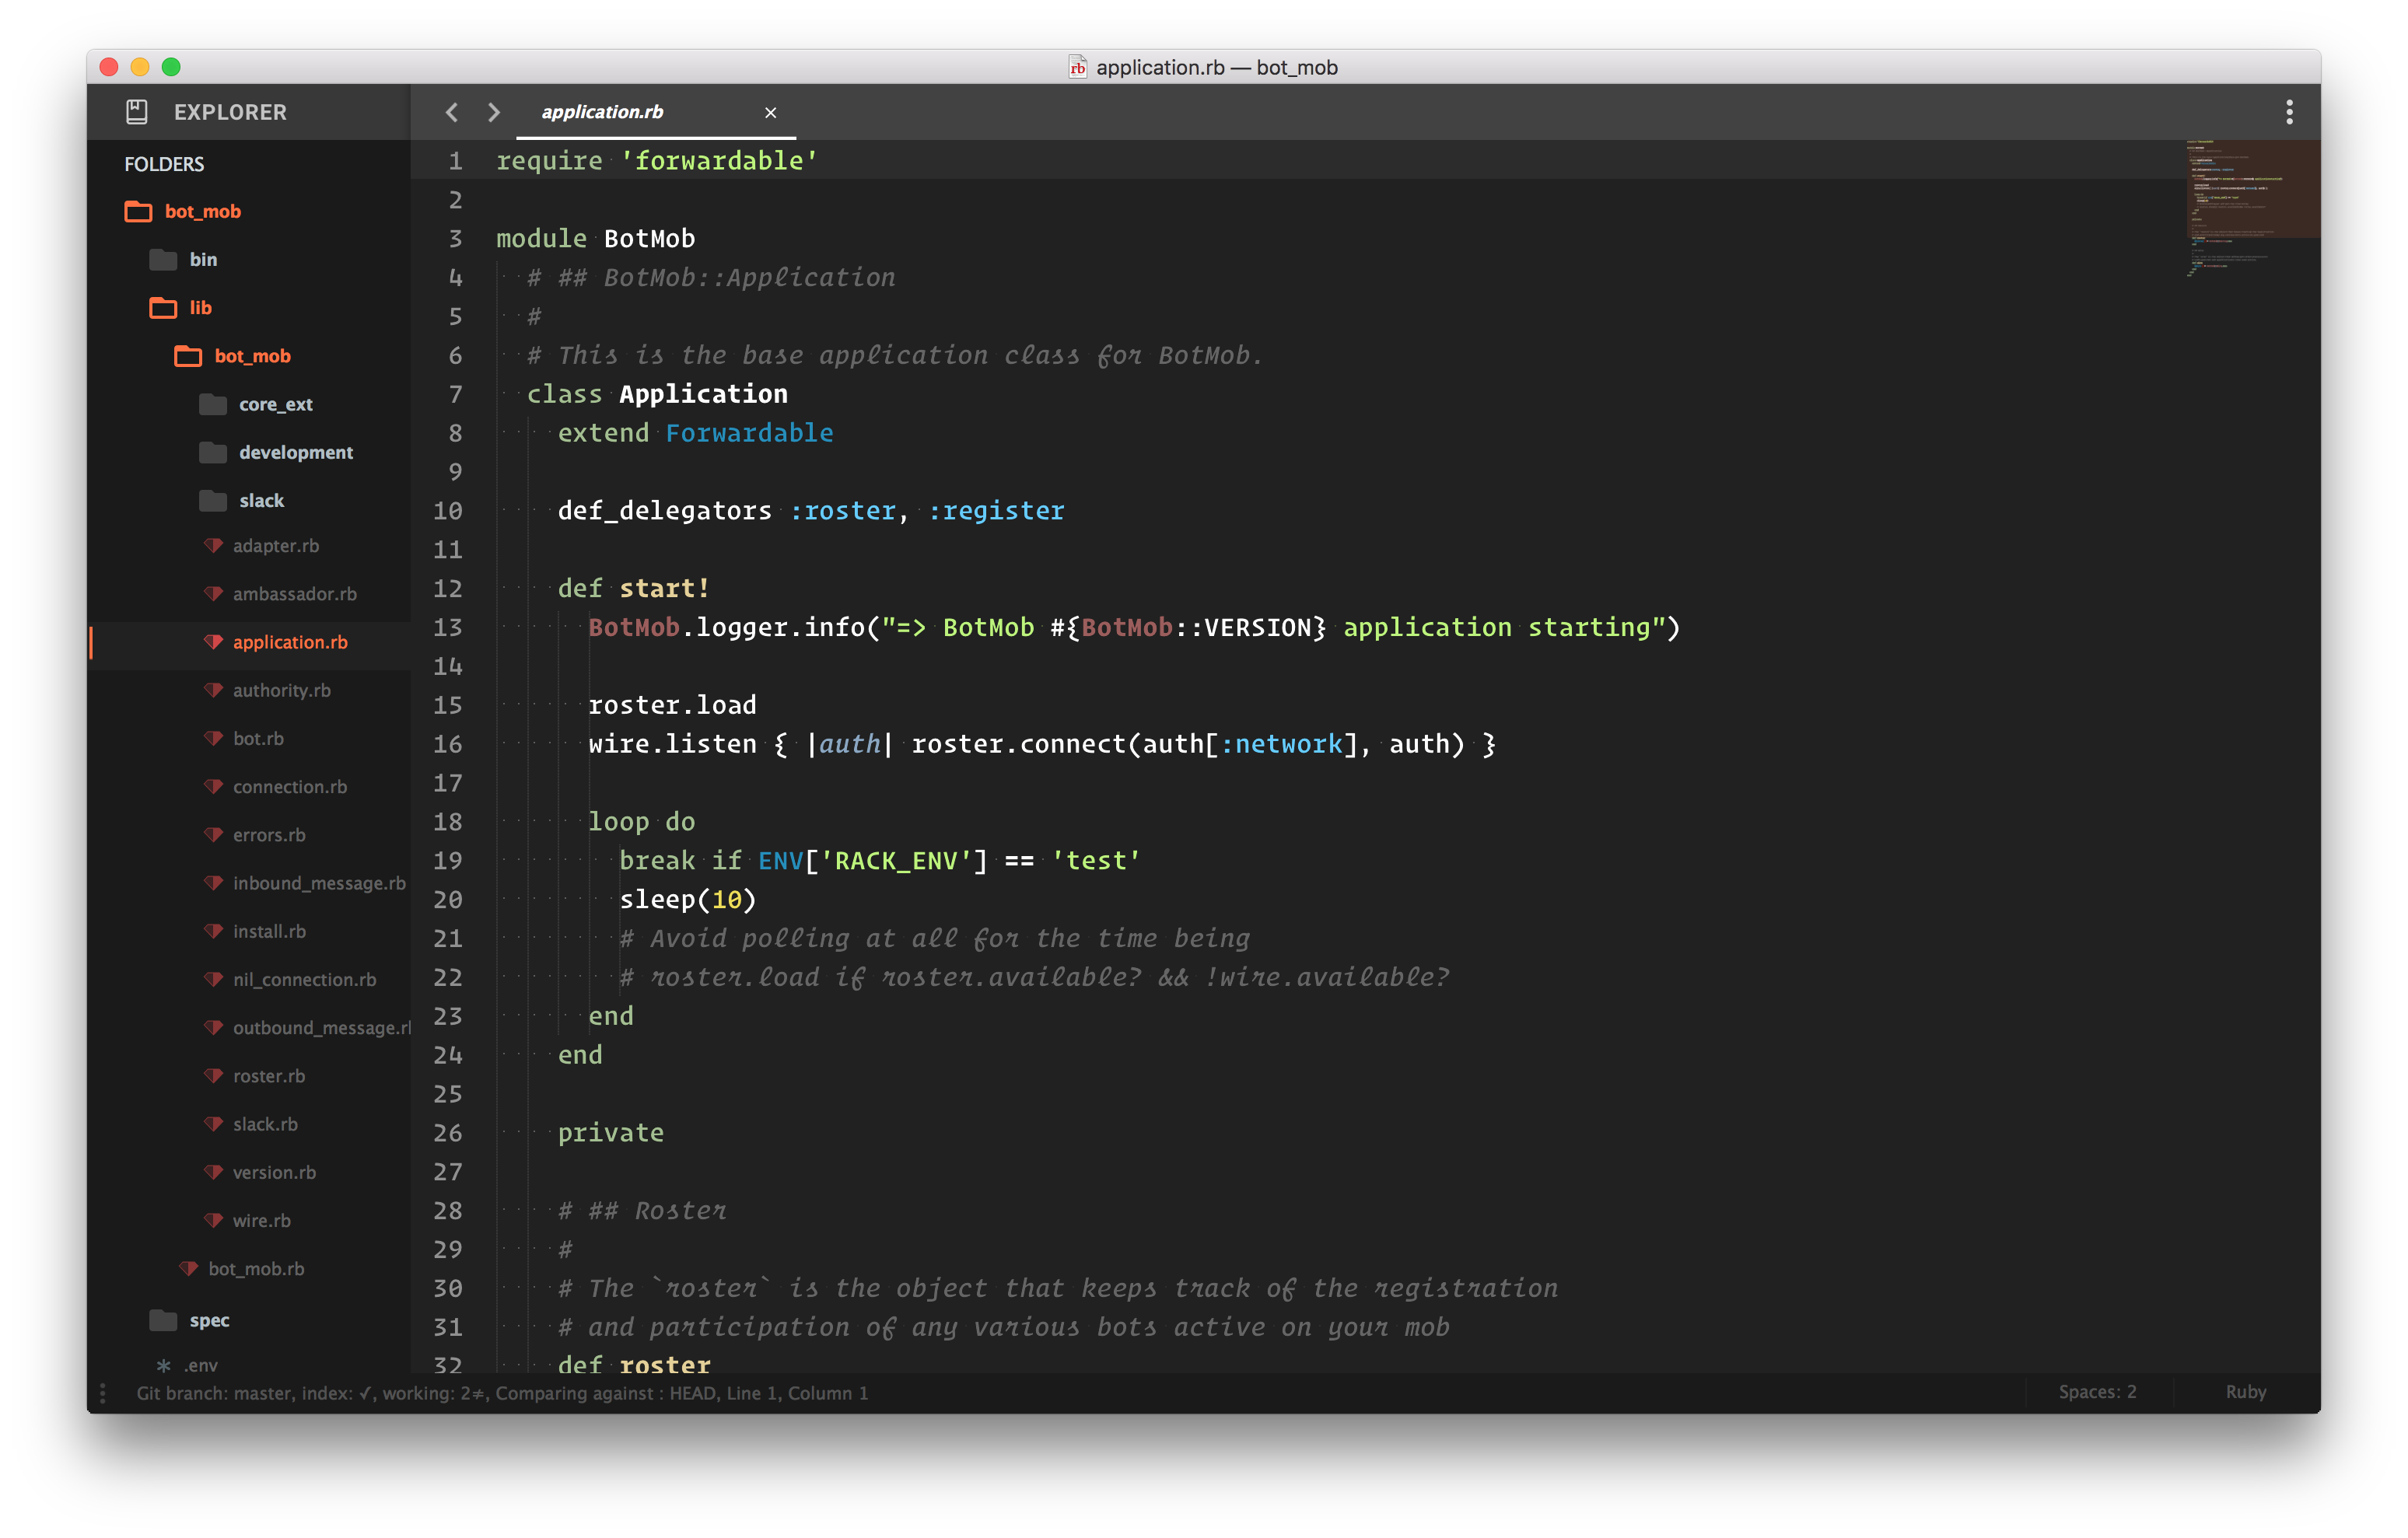 application.rb — bot_mob
EXPLORER
application.rb
FOLDERS
bot_mob
bin
lib
bot_mob
core_ext
development
slack
adapter.rb
ambassador.rb
application.rb
authority.rb
bot.rb
connection.rb
errors.rb
inbound_message.rb
install.rb
nil_connection.rb
outbound_message.r
roster.rb
slack.rb
version.rb
wire.rb
bot_mob.rb
spec
.env
1 require 'forwardable'
2
3 module BotMob
4 # ## BotMob::Application
5 #
6 # This is the base application class for BotMob.
7 class Application
8 extend Forwardable
9
10 def_delegators :roster, :register
11
12 def start!
13 BotMob.logger.info("=> BotMob #{BotMob::VERSION} application starting")
14
15 roster.load
16 wire.listen { |auth| roster.connect(auth[:network], auth) }
17
18 loop do
19 break if ENV['RACK_ENV'] == 'test'
20 sleep(10)
21 # Avoid polling at all for the time being
22 # roster.load if roster.available? && !wire.available?
23 end
24 end
25
26 private
27
28 # ## Roster
29 #
30 # The `roster` is the object that keeps track of the registration
31 # and participation of any various bots active on your mob
32 def roster
Git branch: master, index: ✓, working: 2≠, Comparing against : HEAD, Line 1, Column 1
Spaces: 2
Ruby